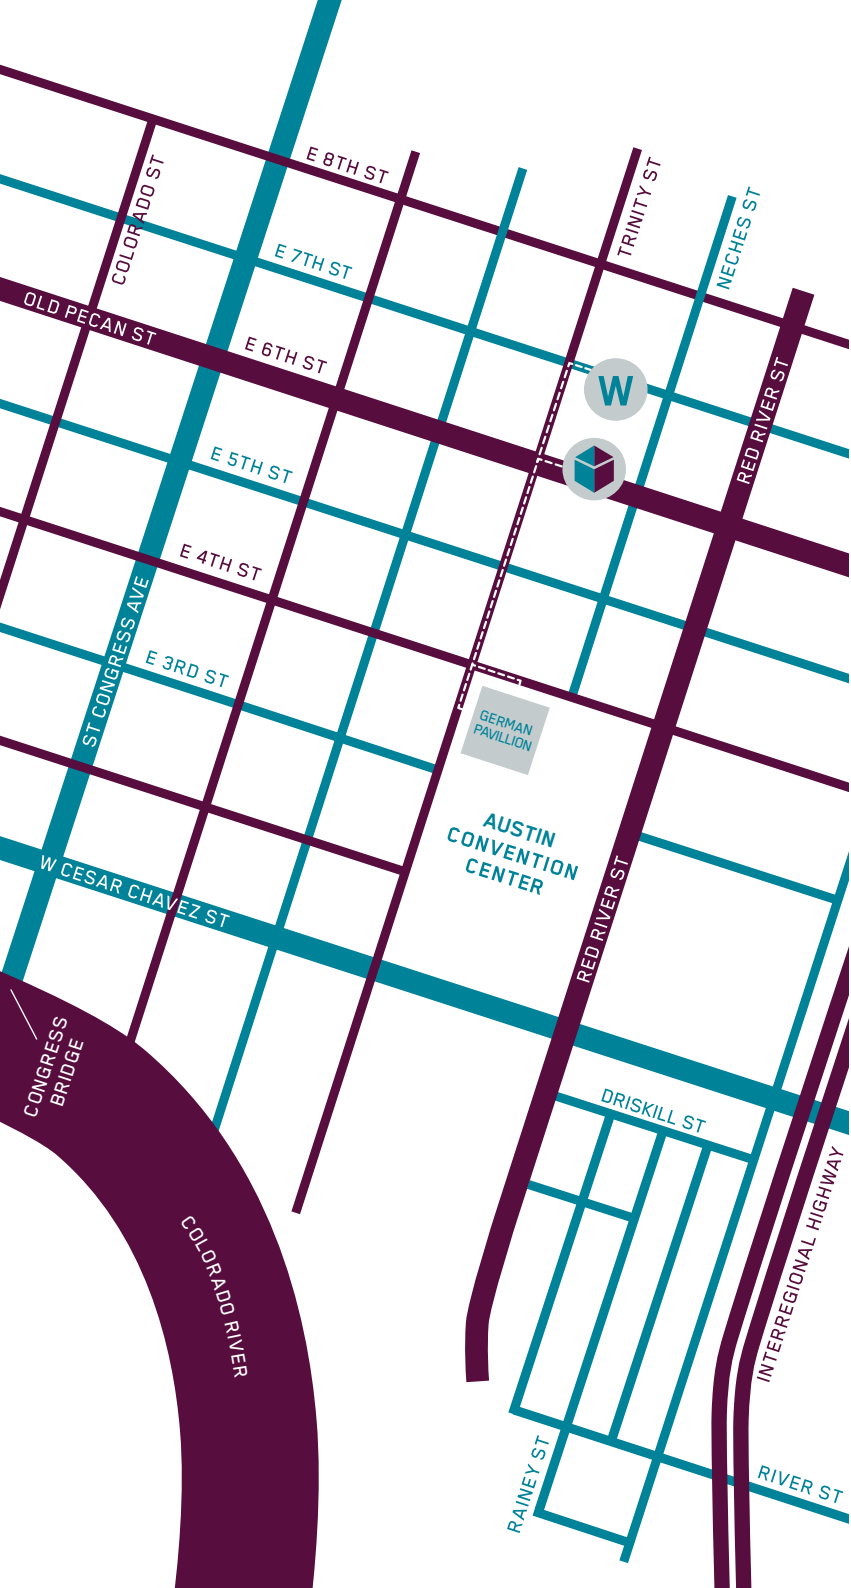 E 8TH ST
COLORADO ST
TRINITY ST
NECHES ST
E 7TH ST
OLD PECAN ST
E 6TH ST
W
RED RIVER ST
E 5TH ST
E 4TH ST
ST CONGRESS AVE
E 3RD ST
GERMAN
PAVILLION
AUSTIN
CONVENTION
CENTER
W CESAR CHAVEZ ST
RED RIVER ST
CONGRESS
BRIDGE
DRISKILL ST
INTERREGIONAL HIGHWAY
COLORADO RIVER
RAINEY ST
RIVER ST